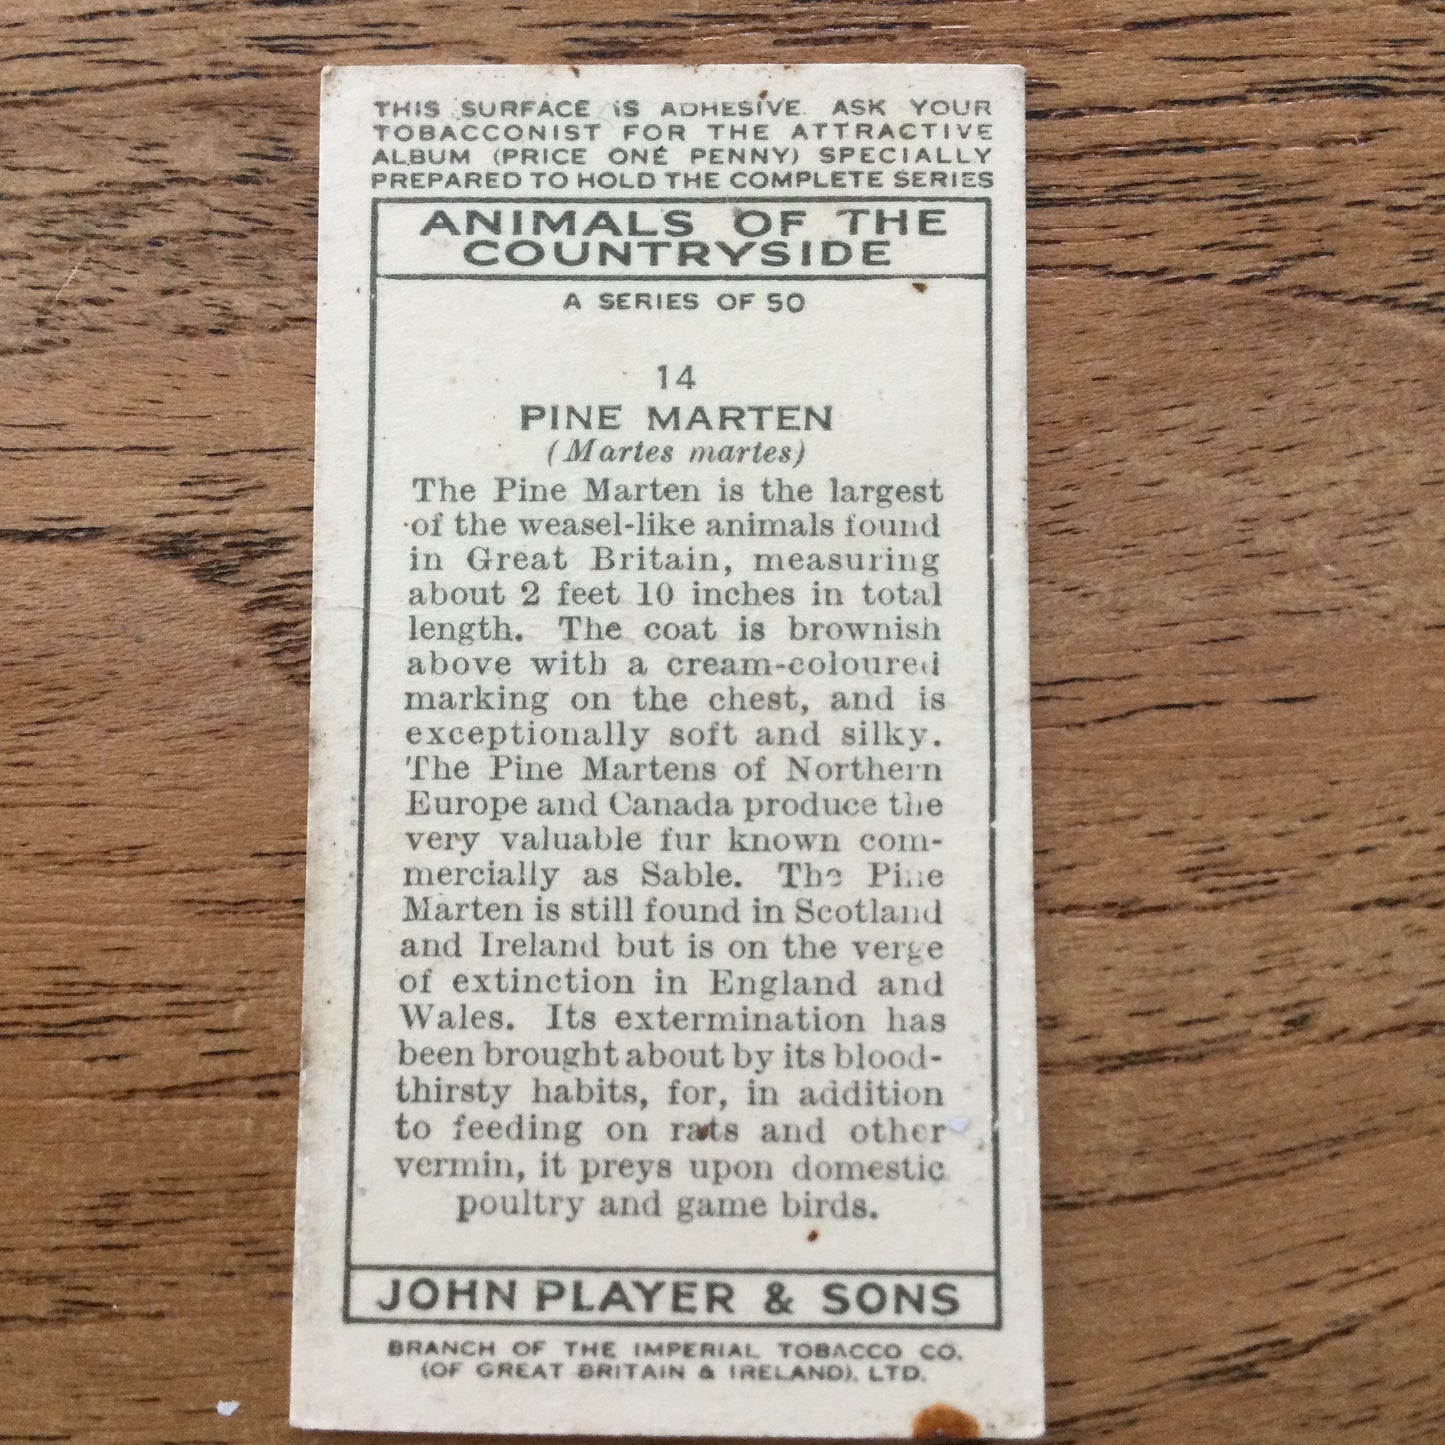 THIS SURFACE IS ADHESIVE. ASK YOUR
TOBACCONIST FOR THE ATTRACTIVE
ALBUM (PRICE ONE PENNY) SPECIALLY
PREPARED TO HOLD THE COMPLETE SERIES
ANIMALS OF THE
COUNTRYSIDE
A SERIES OF 50
14
PINE MARTEN
(Martes martes)
The Pine Marten is the largest
of the weasel-like animals found
in Great Britain, measuring
about 2 feet 10 inches in total
length. The coat is brownish
above with a cream-coloured
marking on the chest, and is
exceptionally soft and silky.
The Pine Martens of Northern
Europe and Canada produce the
very valuable fur known com-
mercially as Sable. The Pine
Marten is still found in Scotland
and Ireland but is on the verge
of extinction in England and
Wales. Its extermination has
been brought about by its blood-
thirsty habits, for, in addition
to feeding on rats and other
vermin, it preys upon domestic
poultry and game birds.
JOHN PLAYER & SONS
BRANCH OF THE IMPERIAL TOBACCO CO.
(OF GREAT BRITAIN & IRELAND), LTD.